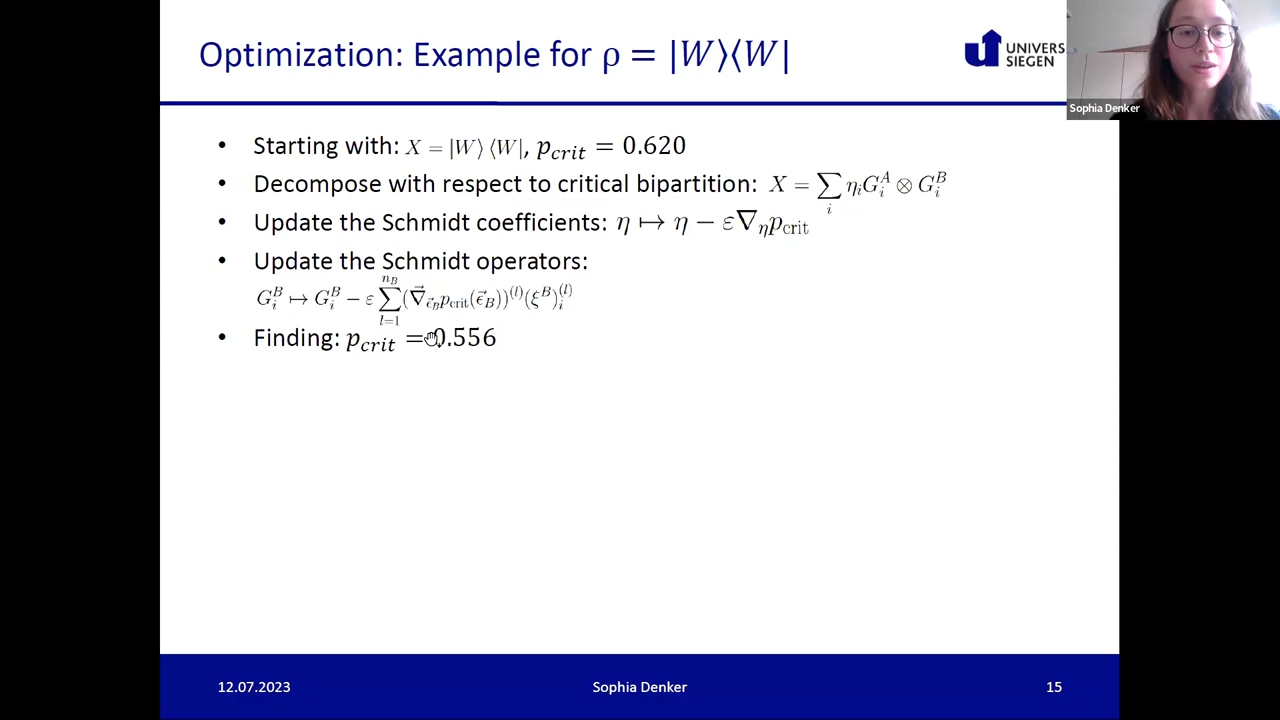 Optimization: Example for ρ = |W⟩⟨W|
UNIVERS
SIEGEN
Sophia Denker
• Starting with: X = |W⟩ ⟨W|, p_crit = 0.620
• Decompose with respect to critical bipartition: X = ∑_i η_i G_i^A ⊗ G_i^B
• Update the Schmidt coefficients: η ↦ η − ε∇_η p_crit
• Update the Schmidt operators:
G_i^B ↦ G_i^B − ε ∑_{l=1}^{n_B} (∇⃗_{ϵ⃗_B} p_crit(ϵ⃗_B))^{(l)} (ξ^B)_i^{(l)}
• Finding: p_crit = 0.556
12.07.2023
Sophia Denker
15